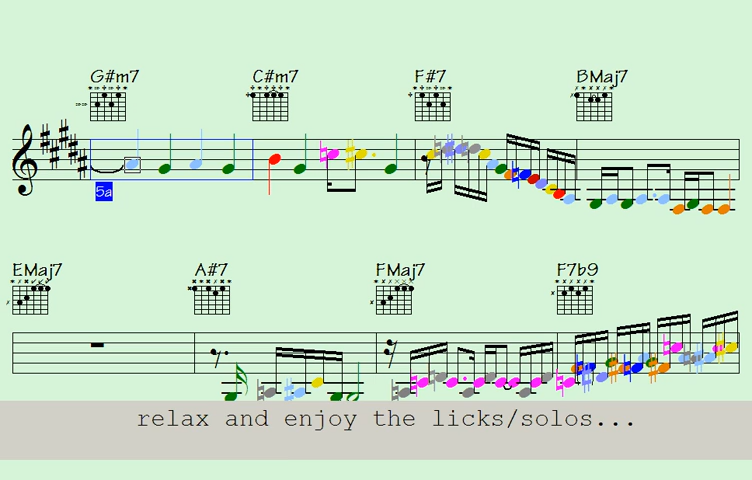 G#m7 C#m7 F#7 BMaj7
5a
EMaj7 A#7 FMaj7 F7b9
relax and enjoy the licks/solos...